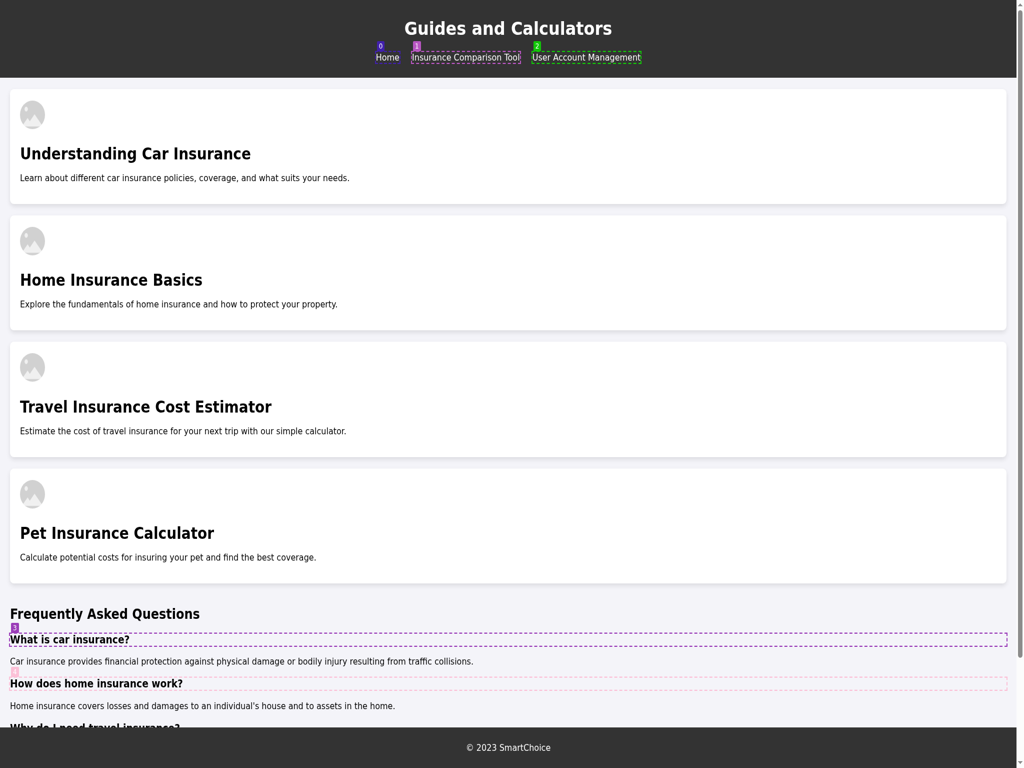 Guides and Calculators
0 1 2
Home Insurance Comparison Tool User Account Management
Understanding Car Insurance
Learn about different car insurance policies, coverage, and what suits your needs.
Home Insurance Basics
Explore the fundamentals of home insurance and how to protect your property.
Travel Insurance Cost Estimator
Estimate the cost of travel insurance for your next trip with our simple calculator.
Pet Insurance Calculator
Calculate potential costs for insuring your pet and find the best coverage.
Frequently Asked Questions
3
What is car insurance?
Car insurance provides financial protection against physical damage or bodily injury resulting from traffic collisions.
How does home insurance work?
Home insurance covers losses and damages to an individual's house and to assets in the home.
Why do I need travel insurance?
© 2023 SmartChoice